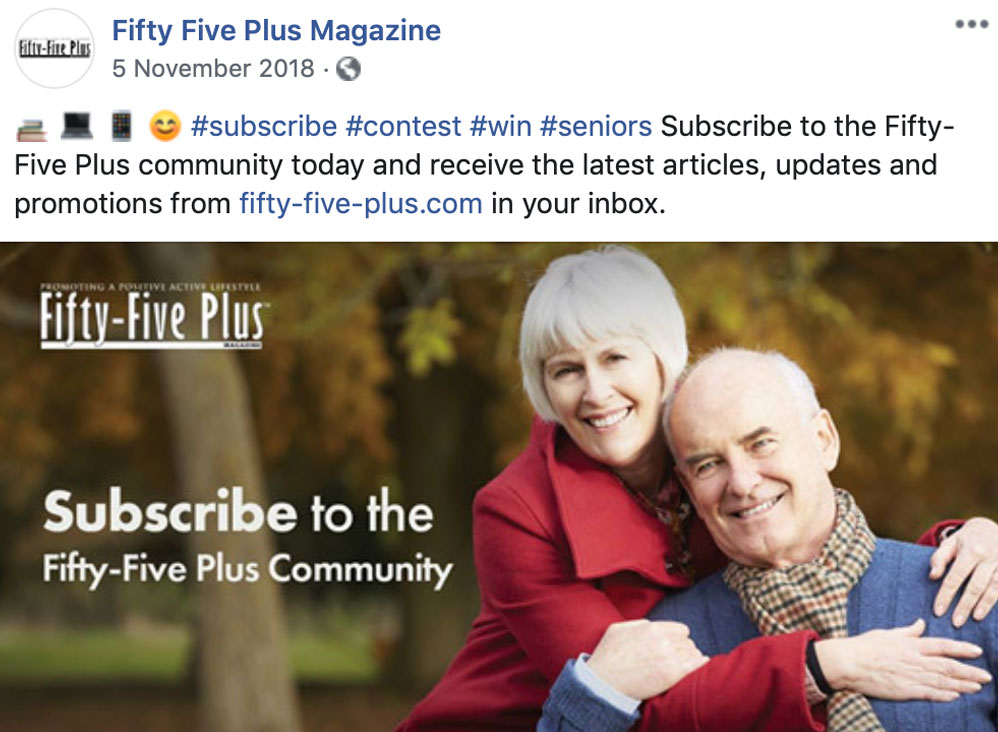 Fifty-Five Plus
Fifty Five Plus Magazine
5 November 2018 ·
#subscribe #contest #win #seniors Subscribe to the Fifty-
Five Plus community today and receive the latest articles, updates and
promotions from fifty-five-plus.com in your inbox.
PROMOTING A POSITIVE ACTIVE LIFESTYLE
Fifty-Five Plus™
MAGAZINE
Subscribe to the
Fifty-Five Plus Community